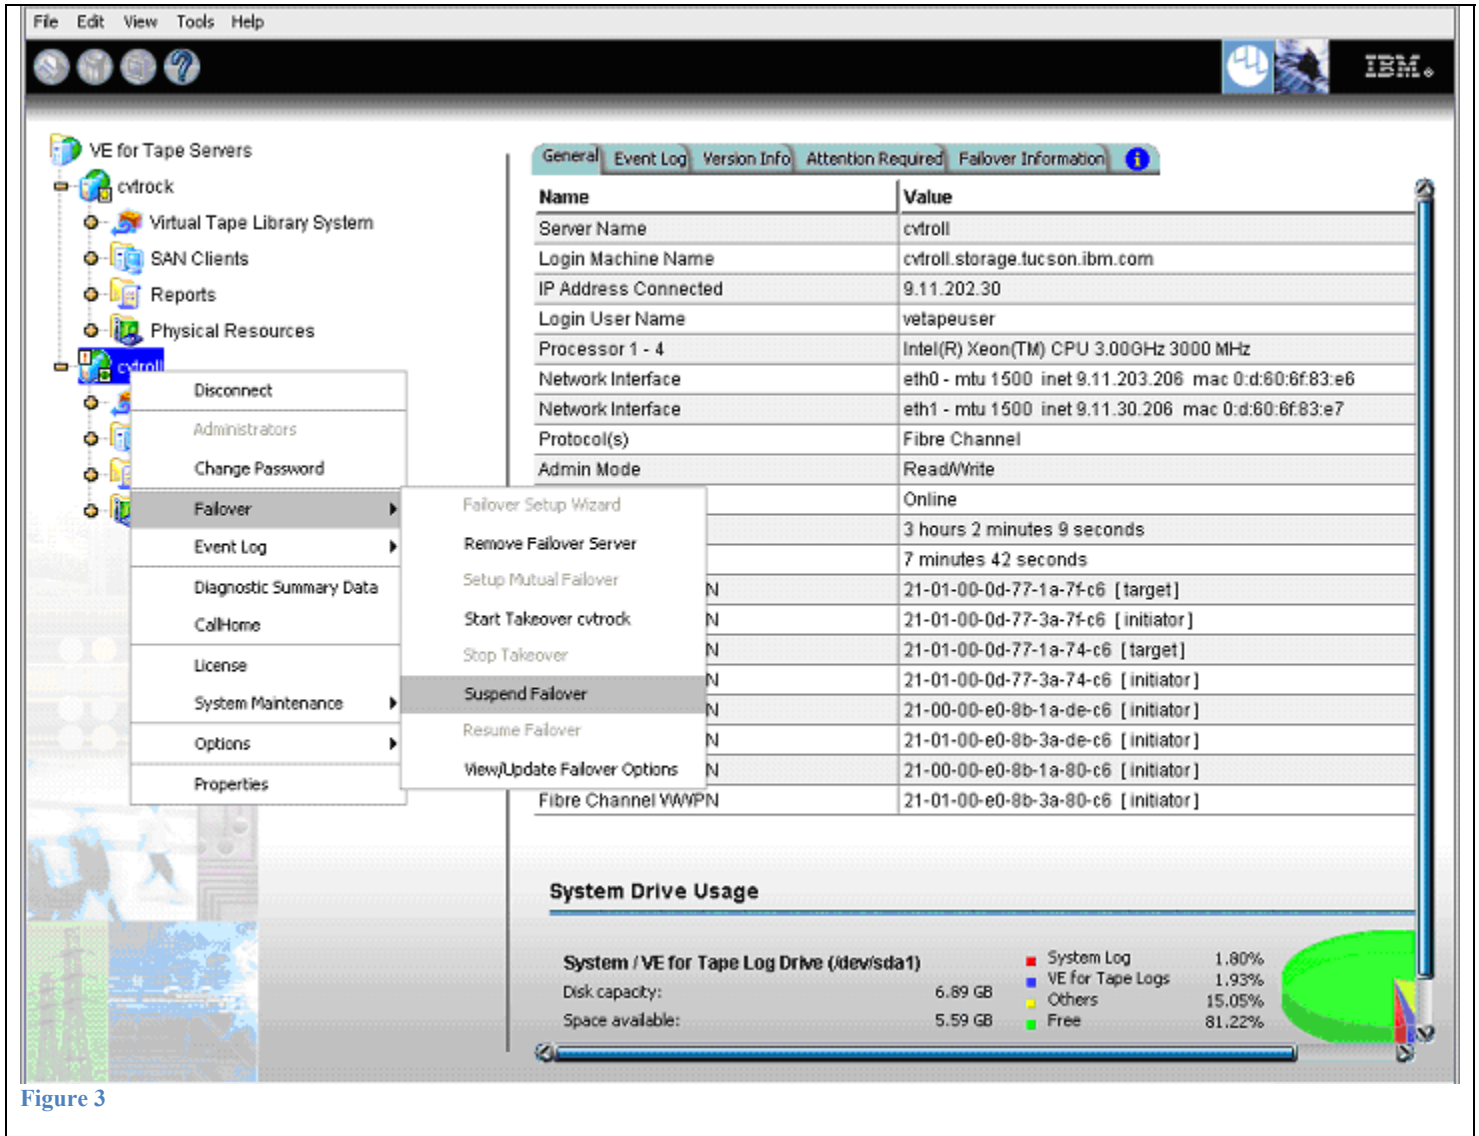 File Edit View Tools Help
IBM
VE for Tape Servers
cvtrock
Virtual Tape Library System
SAN Clients
Reports
Physical Resources
cvtroll
Disconnect
Administrators
Change Password
Failover
Event Log
Diagnostic Summary Data
CallHome
License
System Maintenance
Options
Properties
Failover Setup Wizard
Remove Failover Server
Setup Mutual Failover
Start Takeover cvtrock
Stop Takeover
Suspend Failover
Resume Failover
View/Update Failover Options
General Event Log Version Info Attention Required Failover Information
Name Value
Server Name cvtroll
Login Machine Name cvtroll.storage.tucson.ibm.com
IP Address Connected 9.11.202.30
Login User Name vetapeuser
Processor 1 - 4 Intel(R) Xeon(TM) CPU 3.00GHz 3000 MHz
Network Interface eth0 - mtu 1500 inet 9.11.203.206 mac 0:d:60:6f:83:e6
Network Interface eth1 - mtu 1500 inet 9.11.30.206 mac 0:d:60:6f:83:e7
Protocol(s) Fibre Channel
Admin Mode Read/Write
Online
3 hours 2 minutes 9 seconds
7 minutes 42 seconds
N 21-01-00-0d-77-1a-7f-c6 [target]
N 21-01-00-0d-77-3a-7f-c6 [initiator]
N 21-01-00-0d-77-1a-74-c6 [target]
N 21-01-00-0d-77-3a-74-c6 [initiator]
N 21-00-00-e0-8b-1a-de-c6 [initiator]
N 21-01-00-e0-8b-3a-de-c6 [initiator]
N 21-00-00-e0-8b-1a-80-c6 [initiator]
Fibre Channel WWPN 21-01-00-e0-8b-3a-80-c6 [initiator]
System Drive Usage
System / VE for Tape Log Drive (/dev/sda1)
Disk capacity: 6.89 GB
Space available: 5.59 GB
System Log 1.80%
VE for Tape Logs 1.93%
Others 15.05%
Free 81.22%
Figure 3